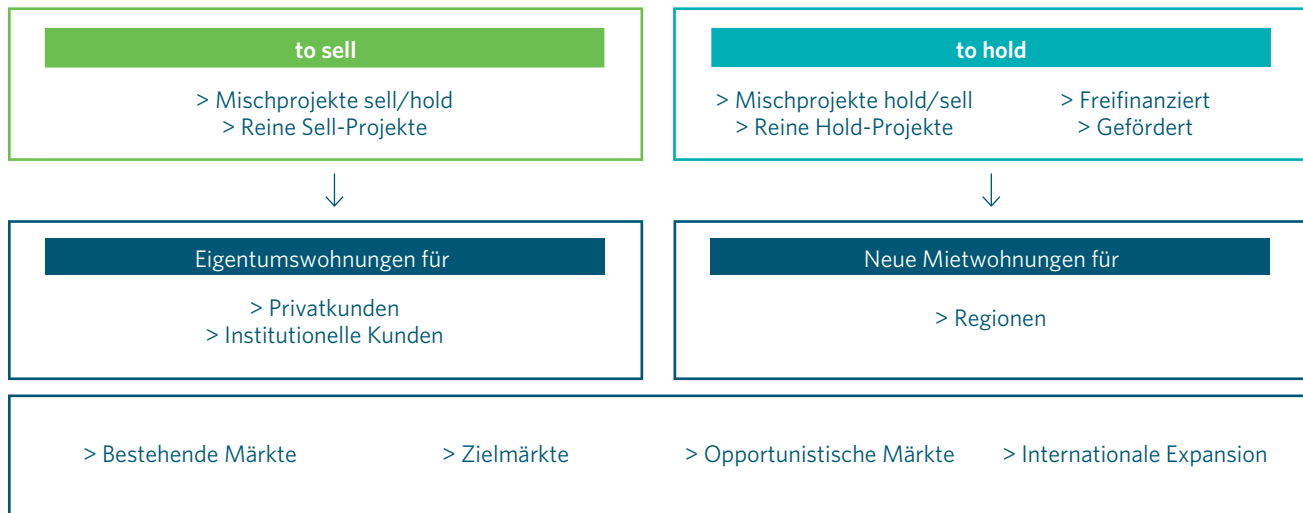 to sell
> Mischprojekte sell/hold
> Reine Sell-Projekte
to hold
> Mischprojekte hold/sell
> Reine Hold-Projekte
> Freifinanziert
> Gefördert
Eigentumswohnungen für
> Privatkunden
> Institutionelle Kunden
Neue Mietwohnungen für
> Regionen
> Bestehende Märkte
> Zielmärkte
> Opportunistische Märkte
> Internationale Expansion